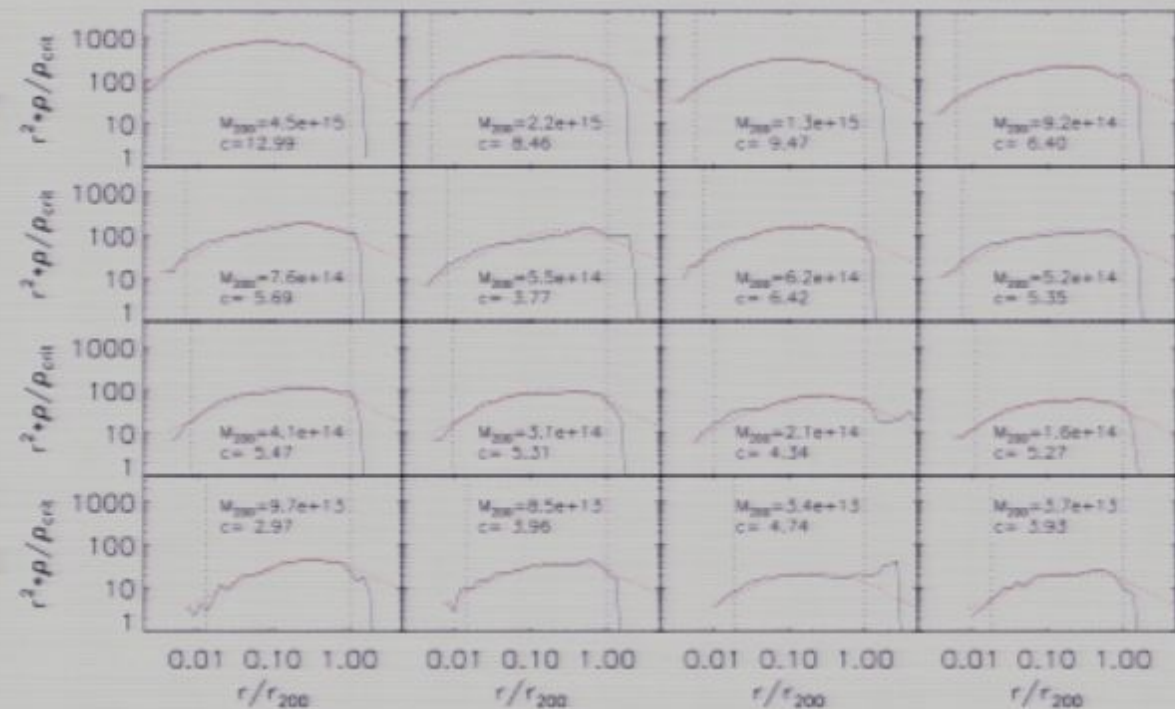 r²*ρ/ρcrit
1000
100
10
1
M200=4.5e+15
c=12.99
M200=2.2e+15
c= 8.46
M200=1.3e+15
c= 9.47
M200=9.2e+14
c= 6.40
r²*ρ/ρcrit
1000
100
10
1
M200=7.6e+14
c= 5.69
M200=5.5e+14
c= 3.77
M200=6.2e+14
c= 6.42
M200=5.2e+14
c= 5.35
r²*ρ/ρcrit
1000
100
10
1
M200=4.1e+14
c= 5.47
M200=3.1e+14
c= 5.31
M200=2.1e+14
c= 4.34
M200=1.6e+14
c= 5.27
r²*ρ/ρcrit
1000
100
10
1
M200=9.7e+13
c= 2.97
M200=8.5e+13
c= 3.96
M200=3.4e+13
c= 4.74
M200=3.7e+13
c= 3.93
0.01 0.10 1.00
0.01 0.10 1.00
0.01 0.10 1.00
0.01 0.10 1.00
r/r200
r/r200
r/r200
r/r200